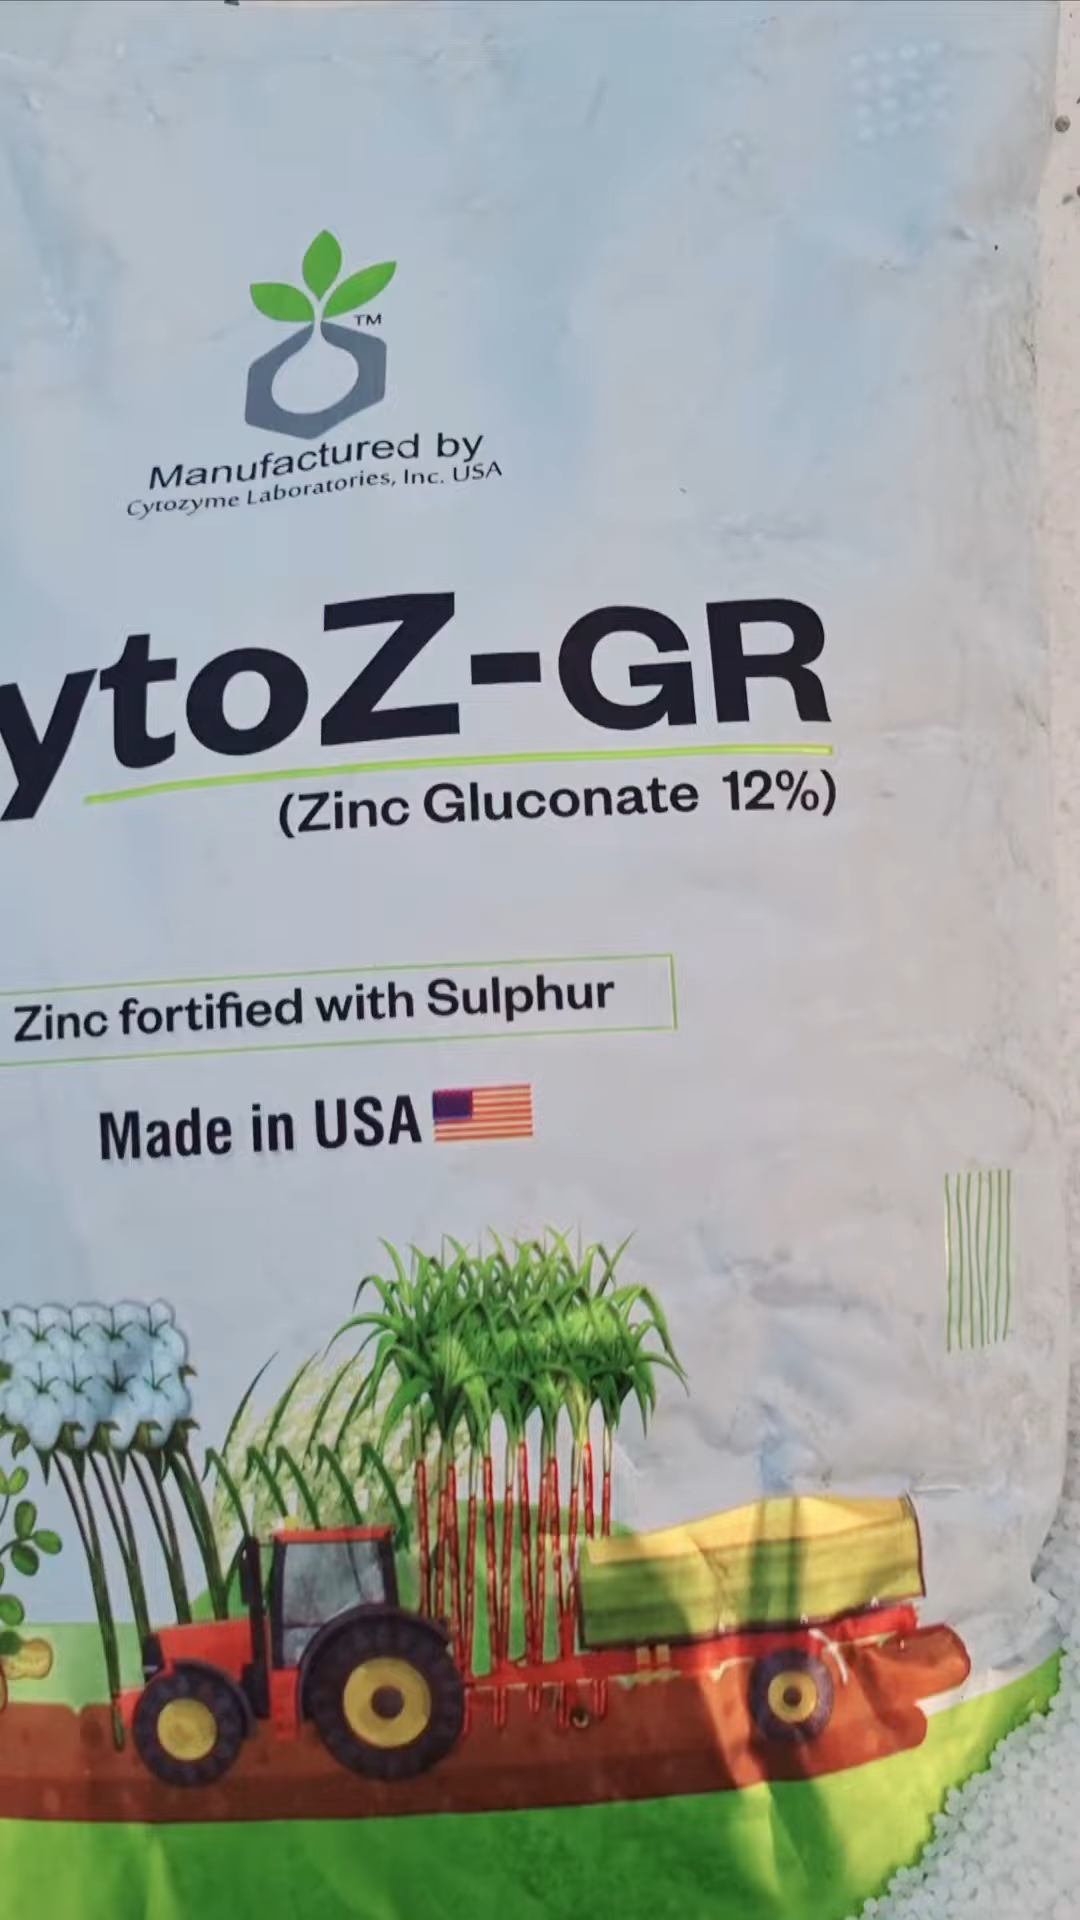 TM
Manufactured by
Cytozyme Laboratories, Inc. USA
ytoZ-GR
(Zinc Gluconate 12%)
Zinc fortified with Sulphur
Made in USA